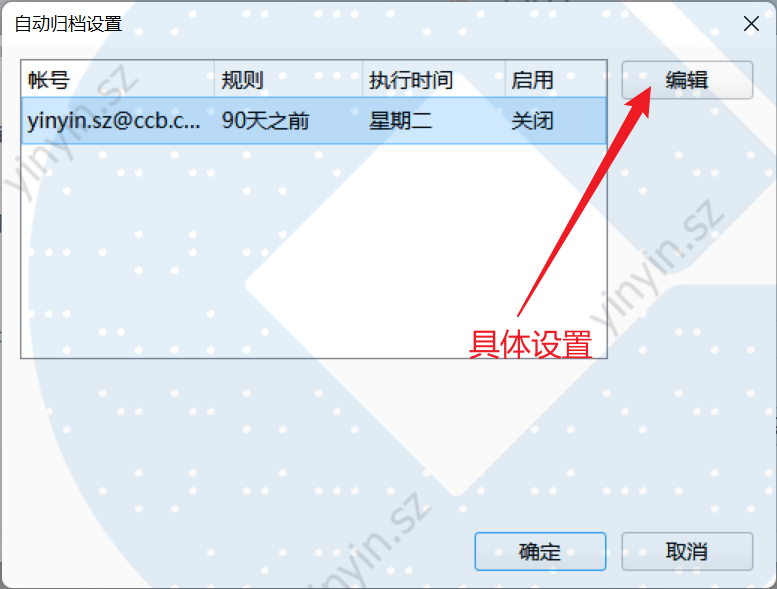 自动归档设置
帐号 规则 执行时间 启用 编辑
yinyin.sz@ccb.c... 90天之前 星期二 关闭
yinyin.sz
yinyin.sz
具体设置
yinyin.sz
确定 取消